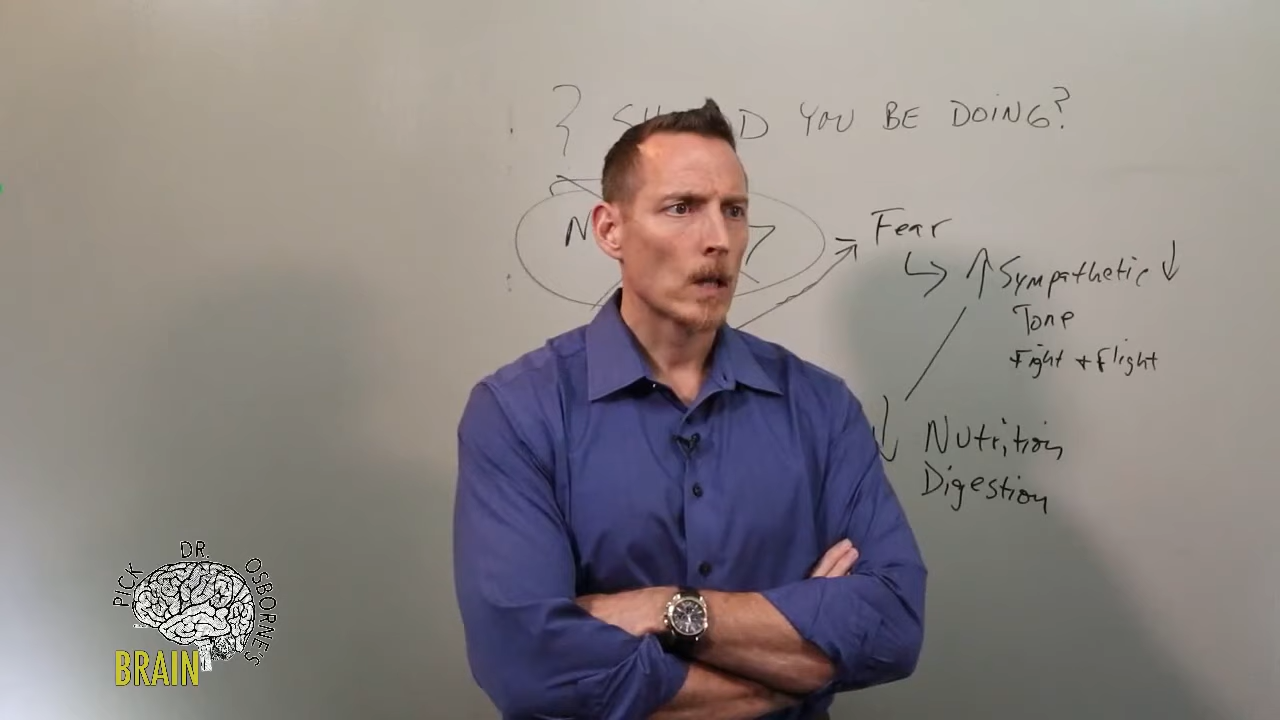 ? YOU BE DOING?
Fear
↑ Sympathetic ↓
Tone
Fight + Flight
↓ Nutrition
Digestion
PICK DR. OSBORNE'S
BRAIN